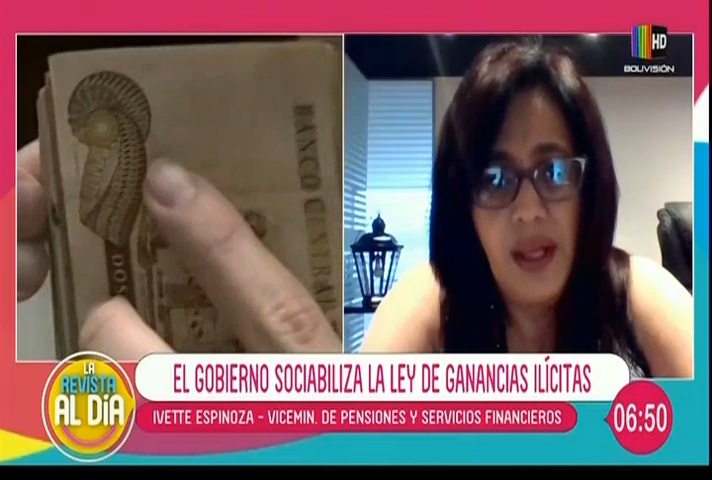 HD
BOLIVISIÓN
BANCO CENTRAL
DOS
EL GOBIERNO SOCIABILIZA LA LEY DE GANANCIAS ILÍCITAS
LA
REVISTA
AL DíA
IVETTE ESPINOZA - VICEMIN. DE PENSIONES Y SERVICIOS FINANCIEROS
06:50